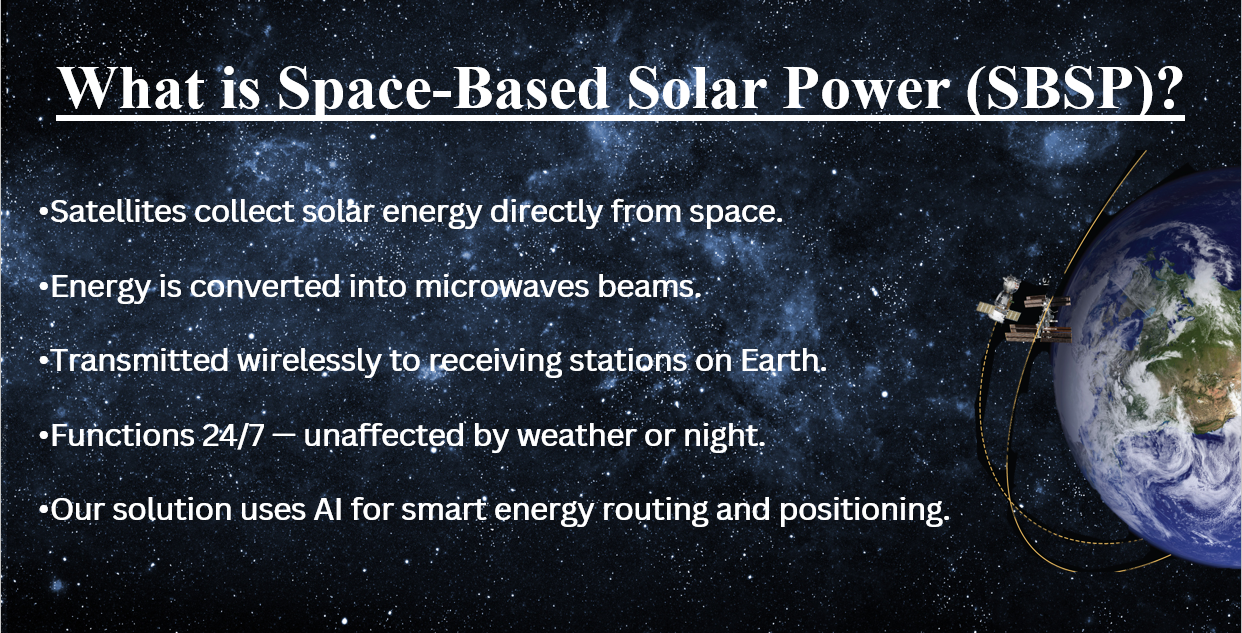 What is Space-Based Solar Power (SBSP)?
•Satellites collect solar energy directly from space.
•Energy is converted into microwaves beams.
•Transmitted wirelessly to receiving stations on Earth.
•Functions 24/7 — unaffected by weather or night.
•Our solution uses AI for smart energy routing and positioning.